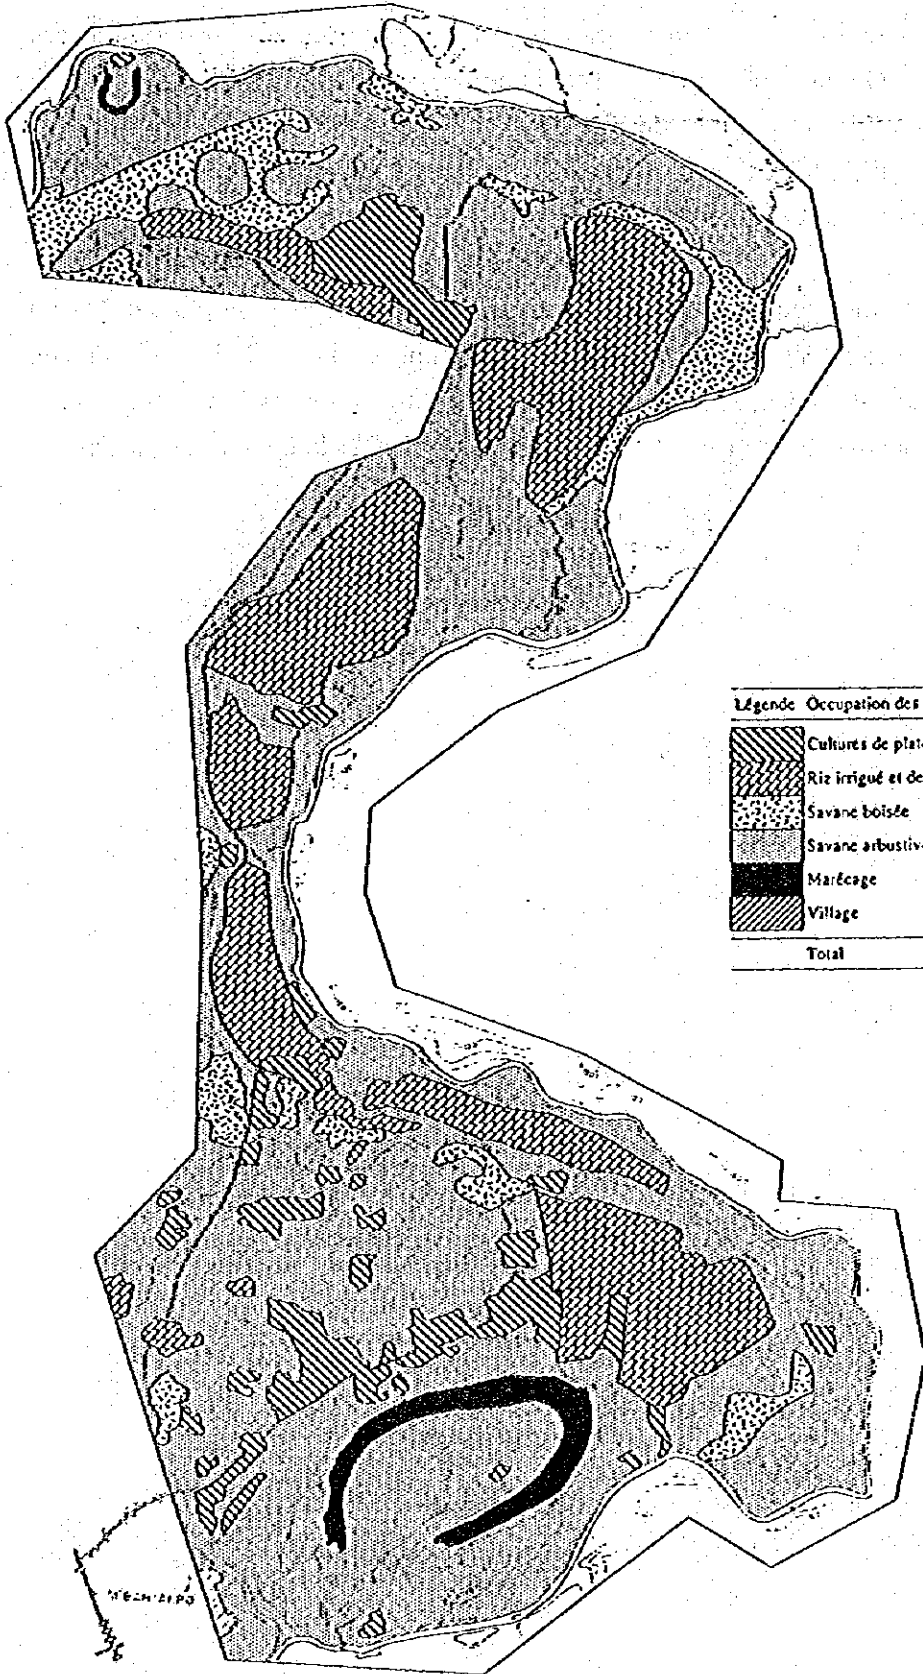 Légende Occupation des
Cultures de plat
Riz irrigué et de
Savane boisée
Savane arbustiv
Marécage
Village
Total